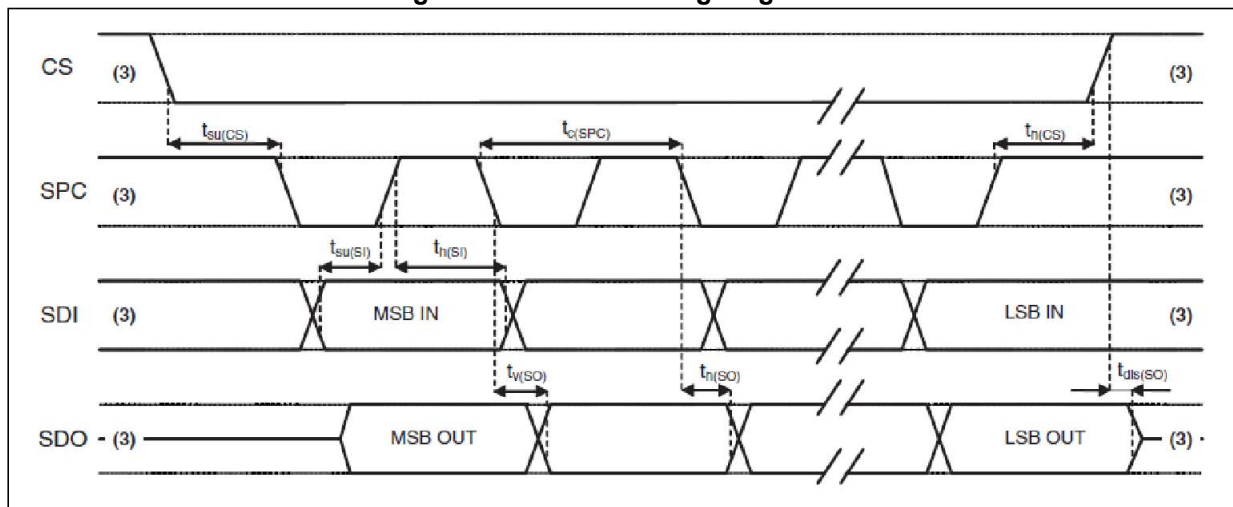 CS (3) (3)
t_su(CS) t_c(SPC) t_h(CS)
SPC (3) (3)
t_su(SI) t_h(SI)
SDI (3) MSB IN LSB IN (3)
t_v(SO) t_h(SO) t_dis(SO)
SDO (3) MSB OUT LSB OUT (3)